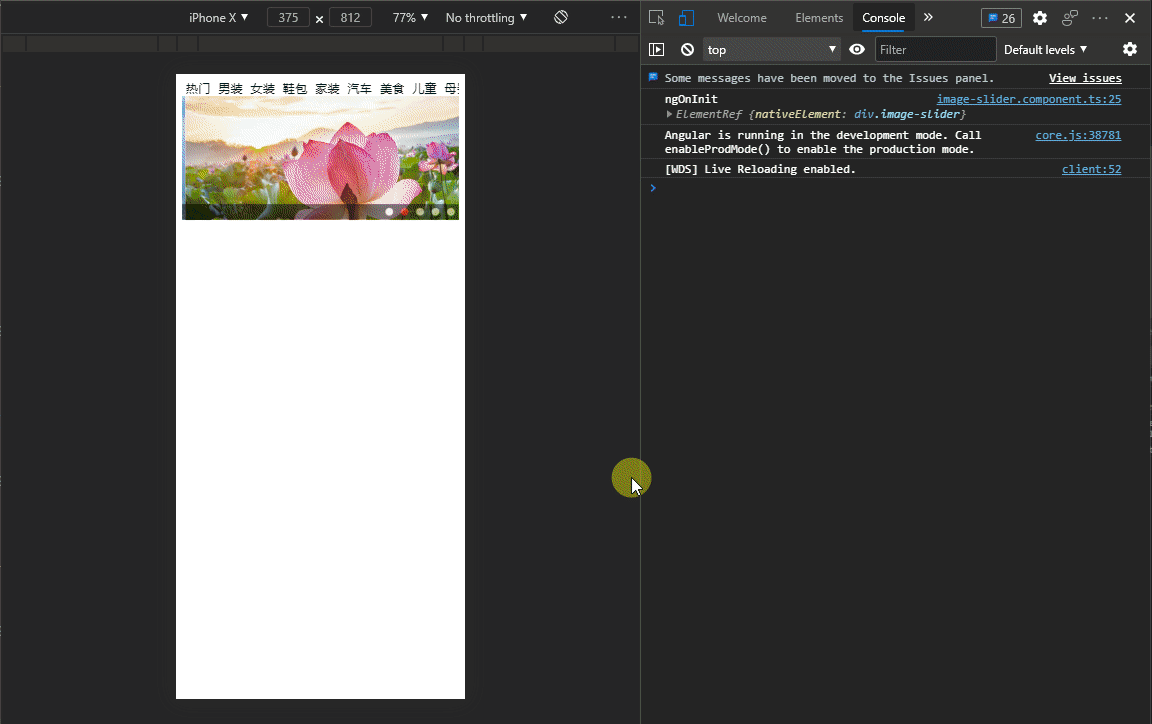 iPhone X ▼ 375 × 812 77% ▼ No throttling ▼ ···
Welcome Elements Console » 26 ···
top ▼ Filter Default levels ▼
Some messages have been moved to the Issues panel. View issues
ngOnInit image-slider.component.ts:25
▶ ElementRef {nativeElement: div.image-slider}
Angular is running in the development mode. Call core.js:38781
enableProdMode() to enable the production mode.
[WDS] Live Reloading enabled. client:52
热门 男装 女装 鞋包 家装 汽车 美食 儿童